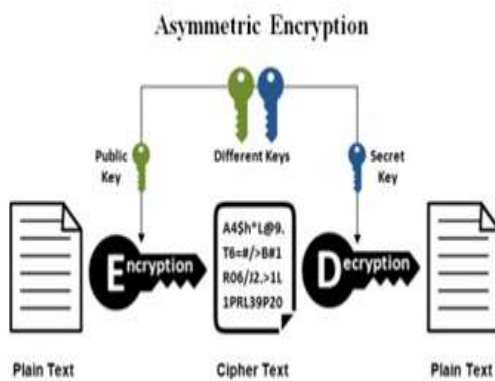 Asymmetric Encryption
Public
Key
Different Keys
Secret
Key
Encryption
A4$h*L@9.
T6=#/>B#1
R06/J2.>1L
1PRL39P20
Decryption
Plain Text
Cipher Text
Plain Text